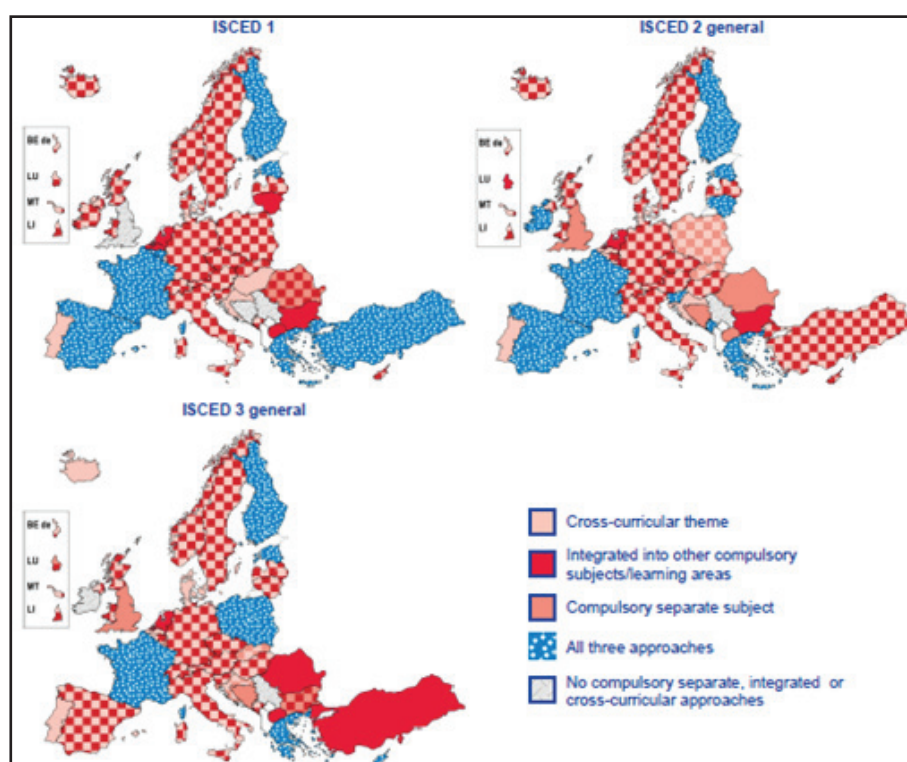 ISCED 1
ISCED 2 general
BE de
LU
MT
LI
BE de
LU
MT
LI
ISCED 3 general
BE de
LU
MT
LI
Cross-curricular theme
Integrated into other compulsory
subjects/learning areas
Compulsory separate subject
All three approaches
No compulsory separate, integrated or
cross-curricular approaches